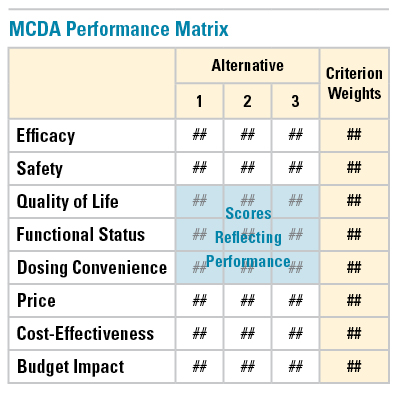 MCDA Performance Matrix
Alternative
Criterion
Weights
1 2 3
Efficacy ## ## ## ##
Safety ## ## ## ##
Quality of Life ## ## ## ##
Scores
Functional Status ## ## ## ##
Reflecting
Dosing Convenience ## ## ## ##
Performance
Price ## ## ## ##
Cost-Effectiveness ## ## ## ##
Budget Impact ## ## ## ##